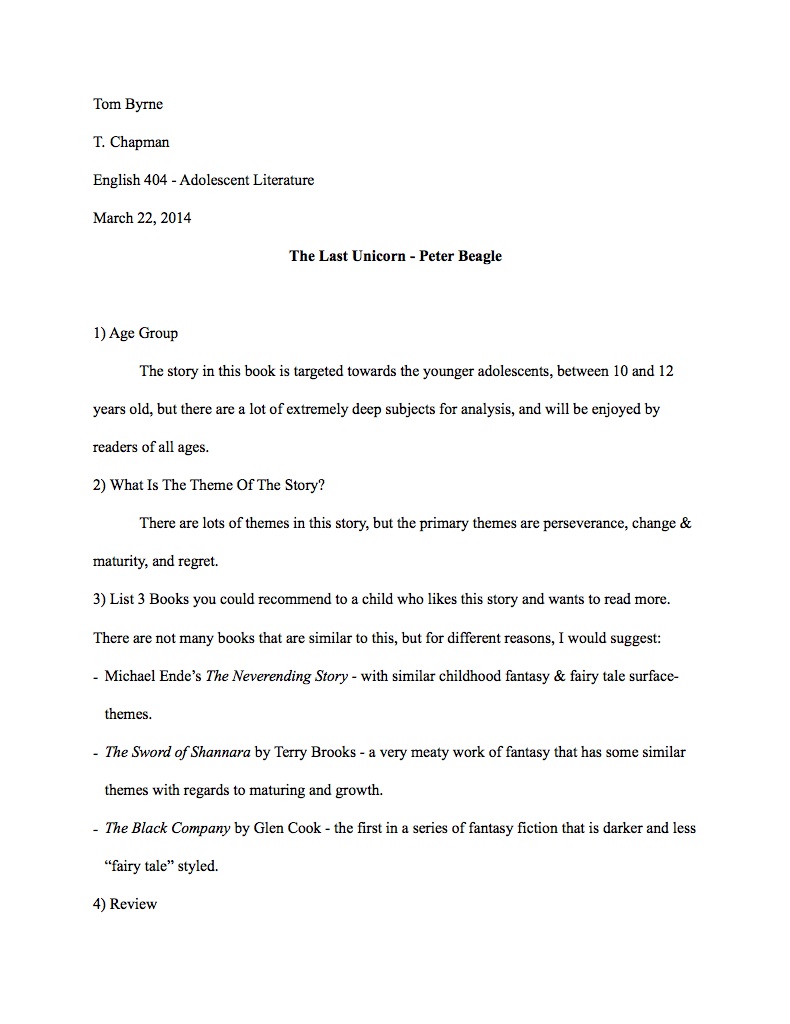 Tom Byrne
T. Chapman
English 404 - Adolescent Literature
March 22, 2014
The Last Unicorn - Peter Beagle
1) Age Group
The story in this book is targeted towards the younger adolescents, between 10 and 12
years old, but there are a lot of extremely deep subjects for analysis, and will be enjoyed by
readers of all ages.
2) What Is The Theme Of The Story?
There are lots of themes in this story, but the primary themes are perseverance, change &
maturity, and regret.
3) List 3 Books you could recommend to a child who likes this story and wants to read more.
There are not many books that are similar to this, but for different reasons, I would suggest:
- Michael Ende’s The Neverending Story - with similar childhood fantasy & fairy tale surface-
themes.
- The Sword of Shannara by Terry Brooks - a very meaty work of fantasy that has some similar
themes with regards to maturing and growth.
- The Black Company by Glen Cook - the first in a series of fantasy fiction that is darker and less
“fairy tale” styled.
4) Review